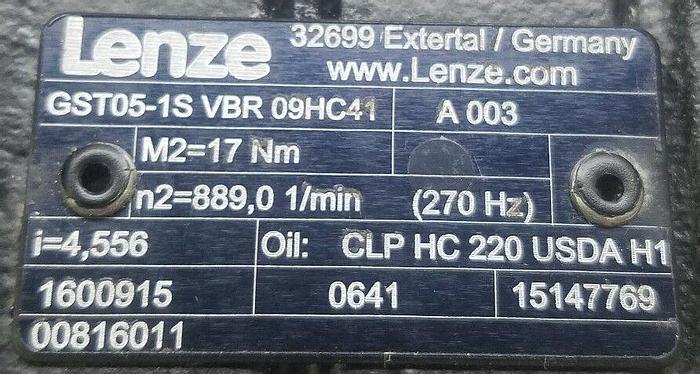 Lenze 32699 Extertal / Germany
www.Lenze.com
GST05-1S VBR 09HC41 A 003
M2=17 Nm
n2=889,0 1/min (270 Hz)
i=4,556 Oil: CLP HC 220 USDA H1
1600915 0641 15147769
00816011